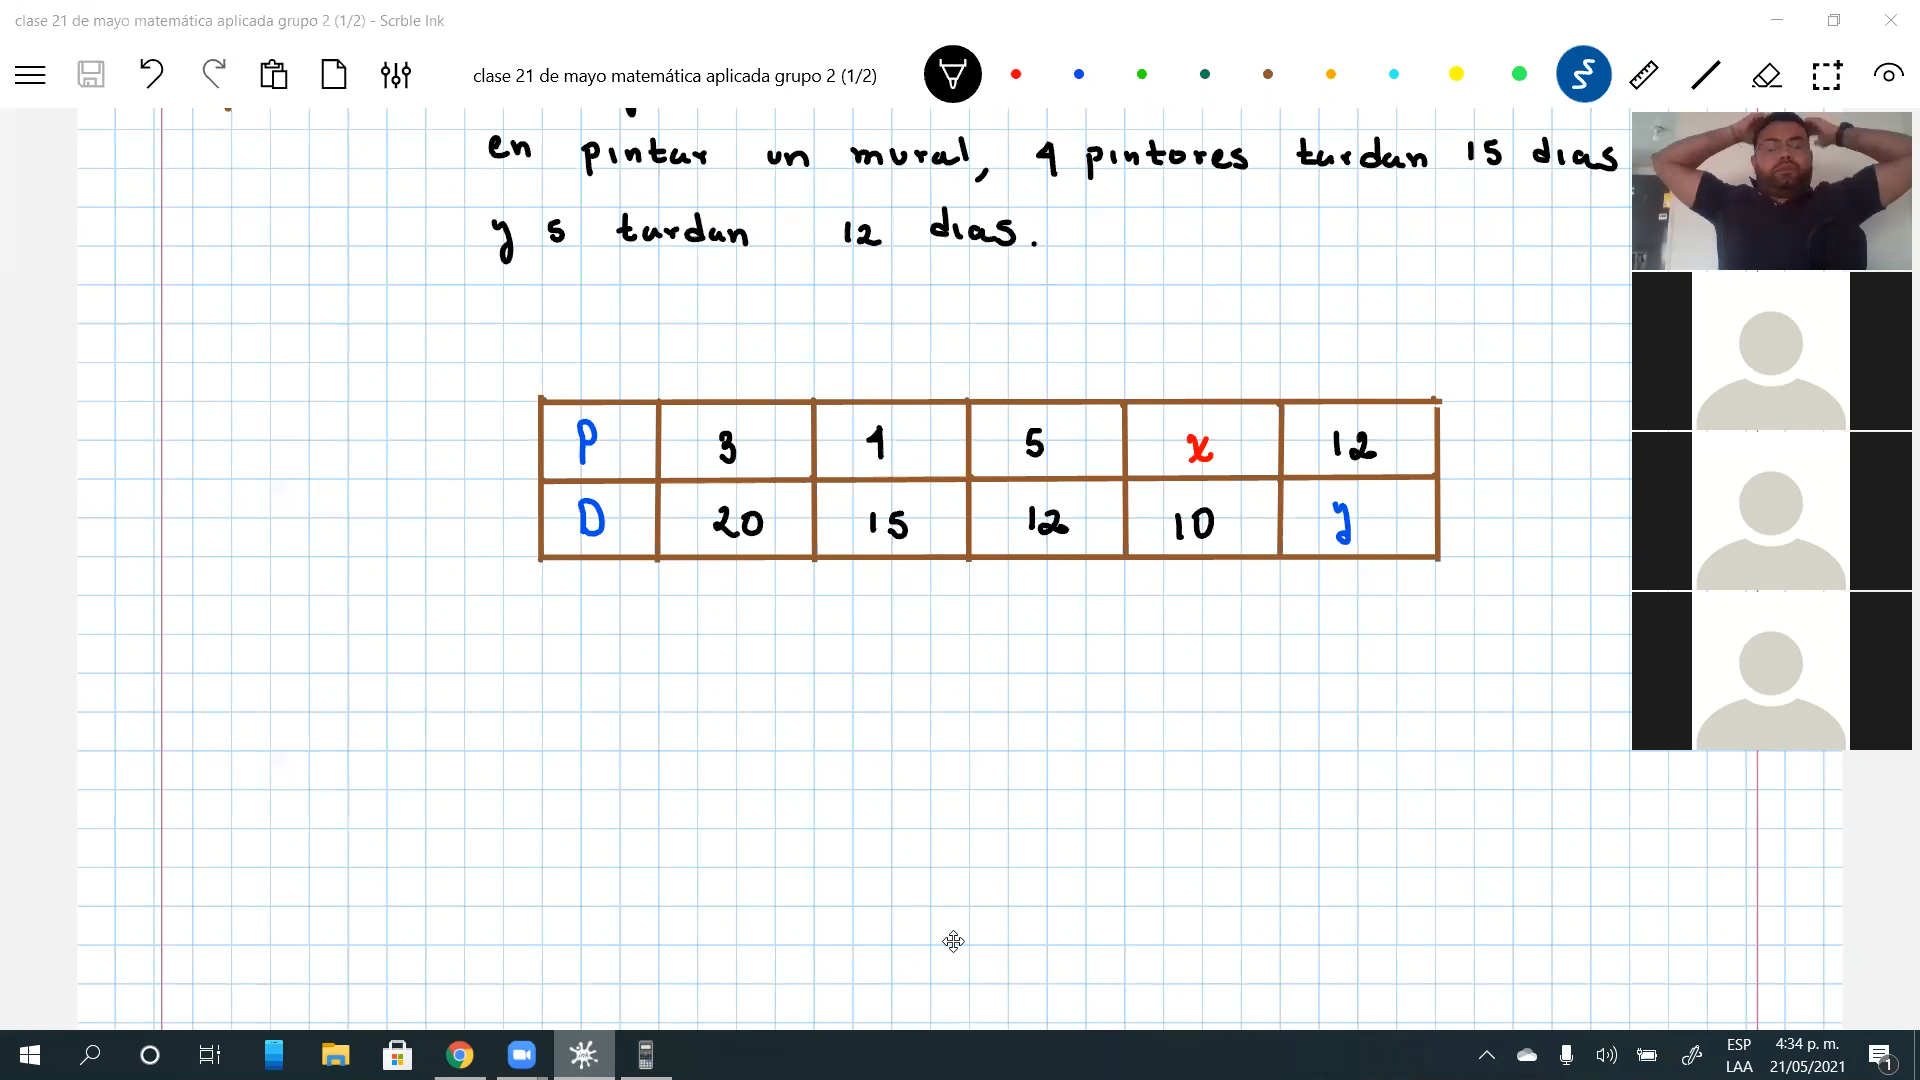 clase 21 de mayo matemática aplicada grupo 2 (1/2) - Scrble Ink
clase 21 de mayo matemática aplicada grupo 2 (1/2)
en pintar un mural, 4 pintores tardan 15 dias
y 5 tardan 12 dias.
P 3 4 5 x 12
D 20 15 12 10 y
ESP 4:34 p. m.
LAA 21/05/2021 1